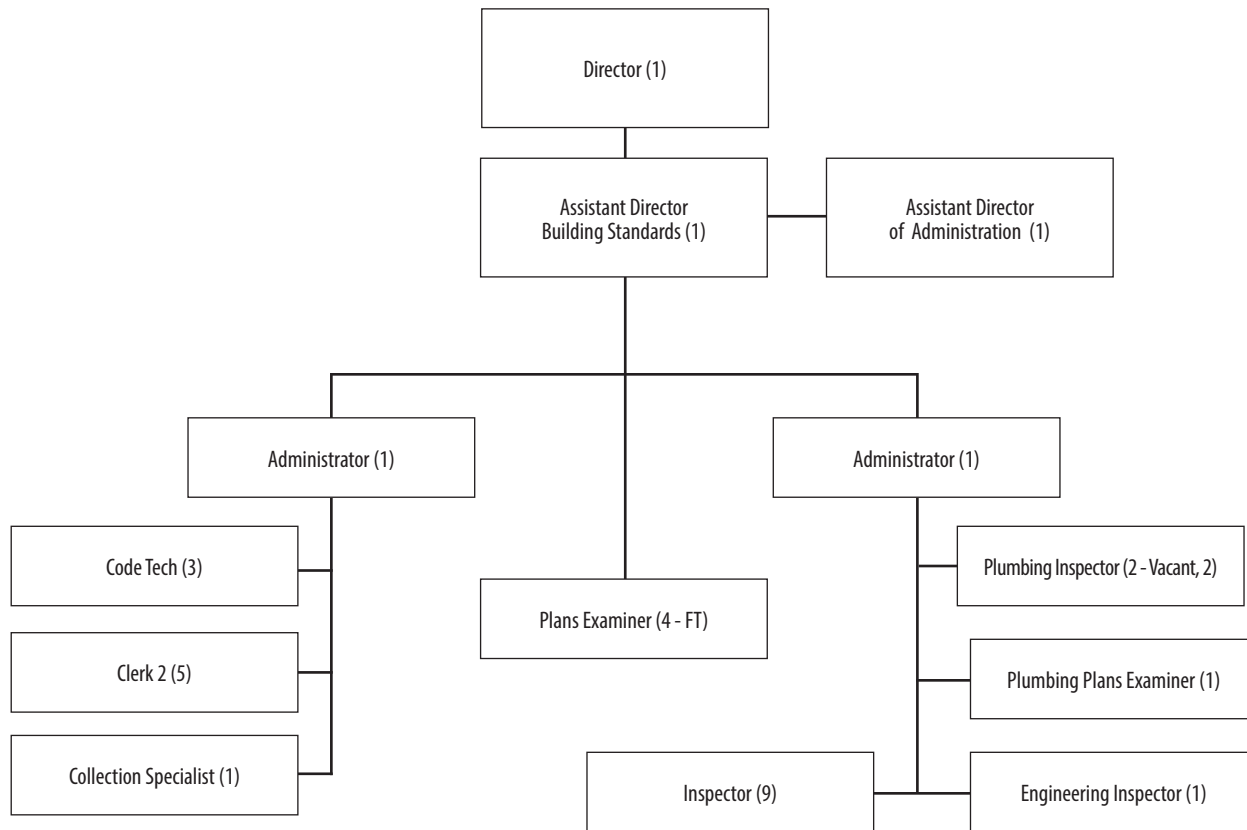 Director (1)
Assistant Director
Building Standards (1)
Assistant Director
of Administration (1)
Administrator (1)
Administrator (1)
Code Tech (3)
Clerk 2 (5)
Collection Specialist (1)
Plans Examiner (4 - FT)
Plumbing Inspector (2 - Vacant, 2)
Plumbing Plans Examiner (1)
Inspector (9)
Engineering Inspector (1)